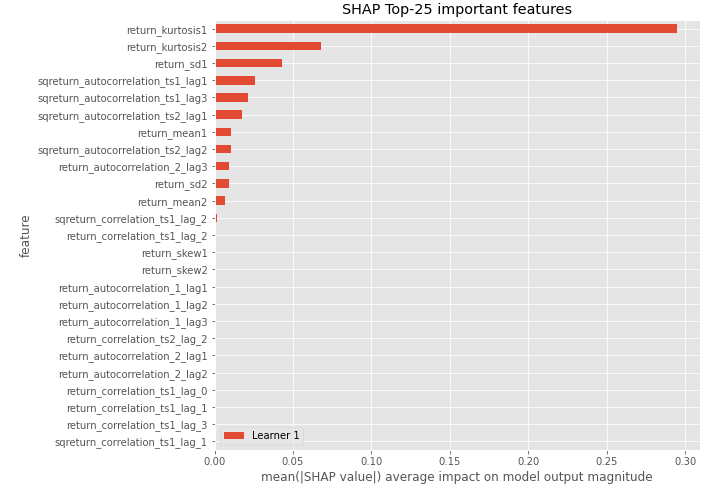 SHAP Top-25 important features
return_kurtosis1
return_kurtosis2
return_sd1
sqreturn_autocorrelation_ts1_lag1
sqreturn_autocorrelation_ts1_lag3
sqreturn_autocorrelation_ts2_lag1
return_mean1
sqreturn_autocorrelation_ts2_lag2
return_autocorrelation_2_lag3
return_sd2
return_mean2
sqreturn_correlation_ts1_lag_2
return_correlation_ts1_lag_2
return_skew1
return_skew2
return_autocorrelation_1_lag1
return_autocorrelation_1_lag2
return_autocorrelation_1_lag3
return_correlation_ts2_lag_2
return_autocorrelation_2_lag1
return_autocorrelation_2_lag2
return_correlation_ts1_lag_0
return_correlation_ts1_lag_1
return_correlation_ts1_lag_3
sqreturn_correlation_ts1_lag_1
feature
Learner 1
0.00 0.05 0.10 0.15 0.20 0.25 0.30
mean(|SHAP value|) average impact on model output magnitude